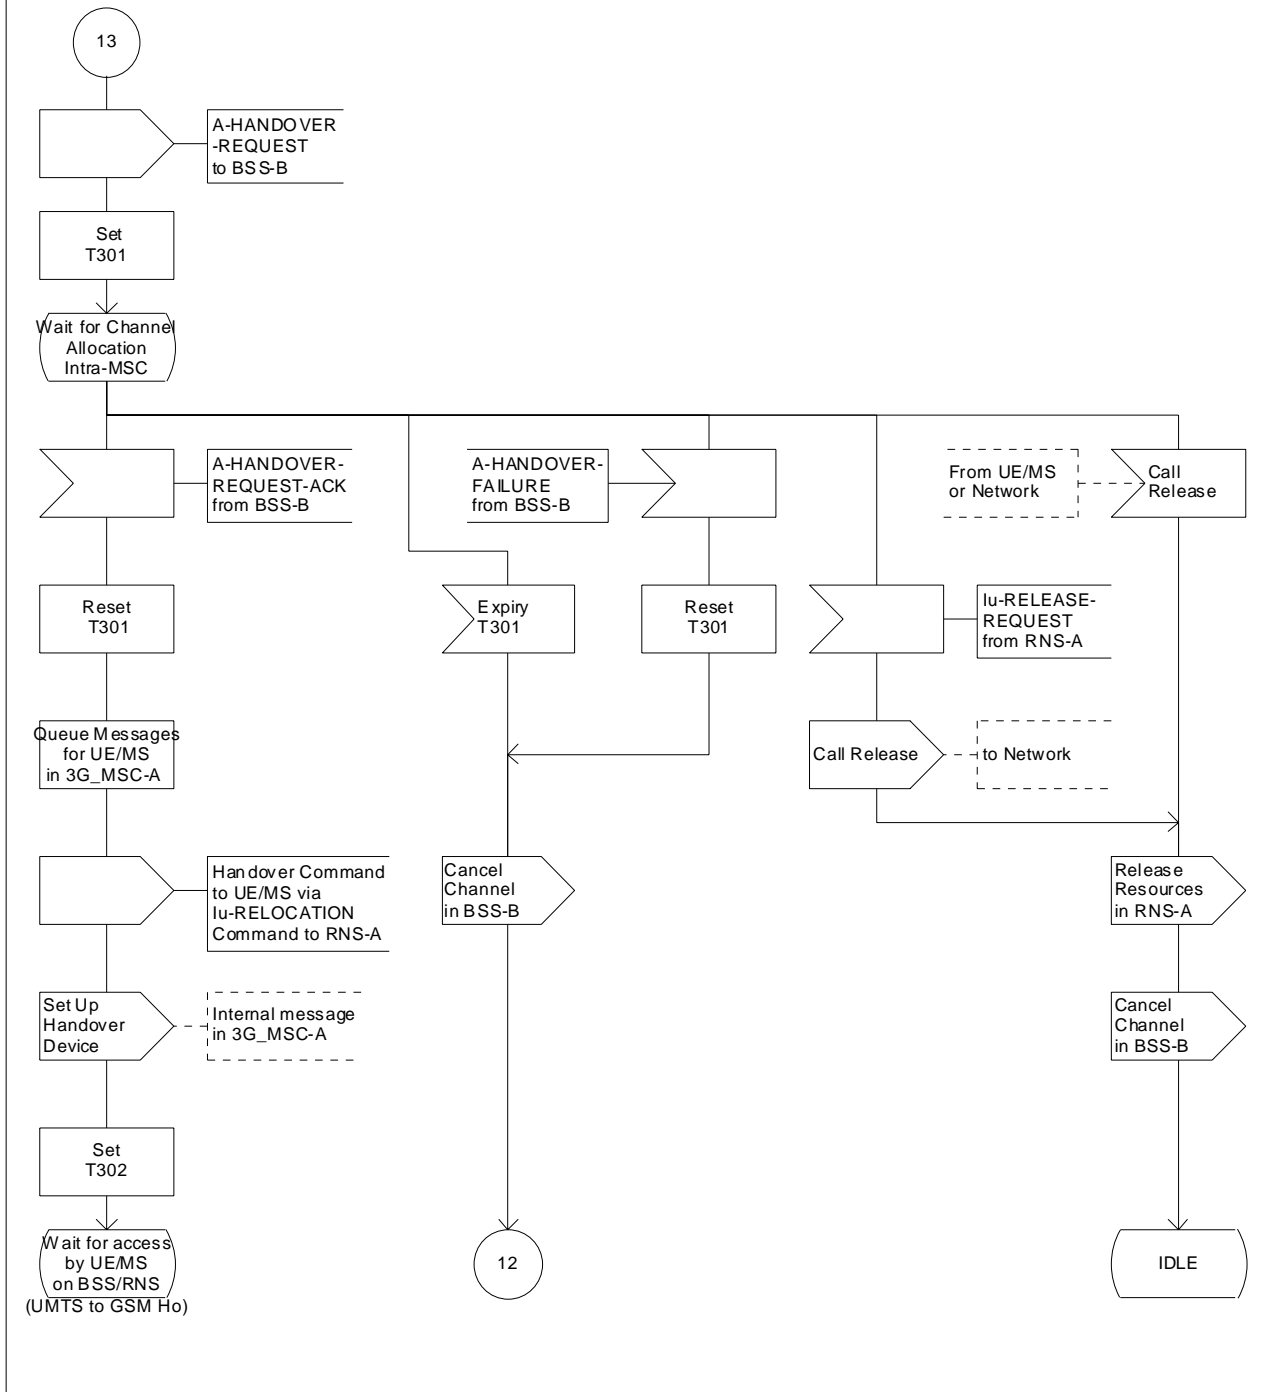 13
A-HANDOVER
-REQUEST
to BSS-B
Set
T301
Wait for Channel
Allocation
Intra-MSC
A-HANDOVER-
REQUEST-ACK
from BSS-B
A-HANDOVER-
FAILURE
from BSS-B
From UE/MS
or Network
Call
Release
Reset
T301
Expiry
T301
Reset
T301
Iu-RELEASE-
REQUEST
from RNS-A
Queue Messages
for UE/MS
in 3G_MSC-A
Call Release
to Network
Handover Command
to UE/MS via
Iu-RELOCATION
Command to RNS-A
Cancel
Channel
in BSS-B
Release
Resources
in RNS-A
Set Up
Handover
Device
Internal message
in 3G_MSC-A
Cancel
Channel
in BSS-B
Set
T302
Wait for access
by UE/MS
on BSS/RNS
(UMTS to GSM Ho)
12
IDLE